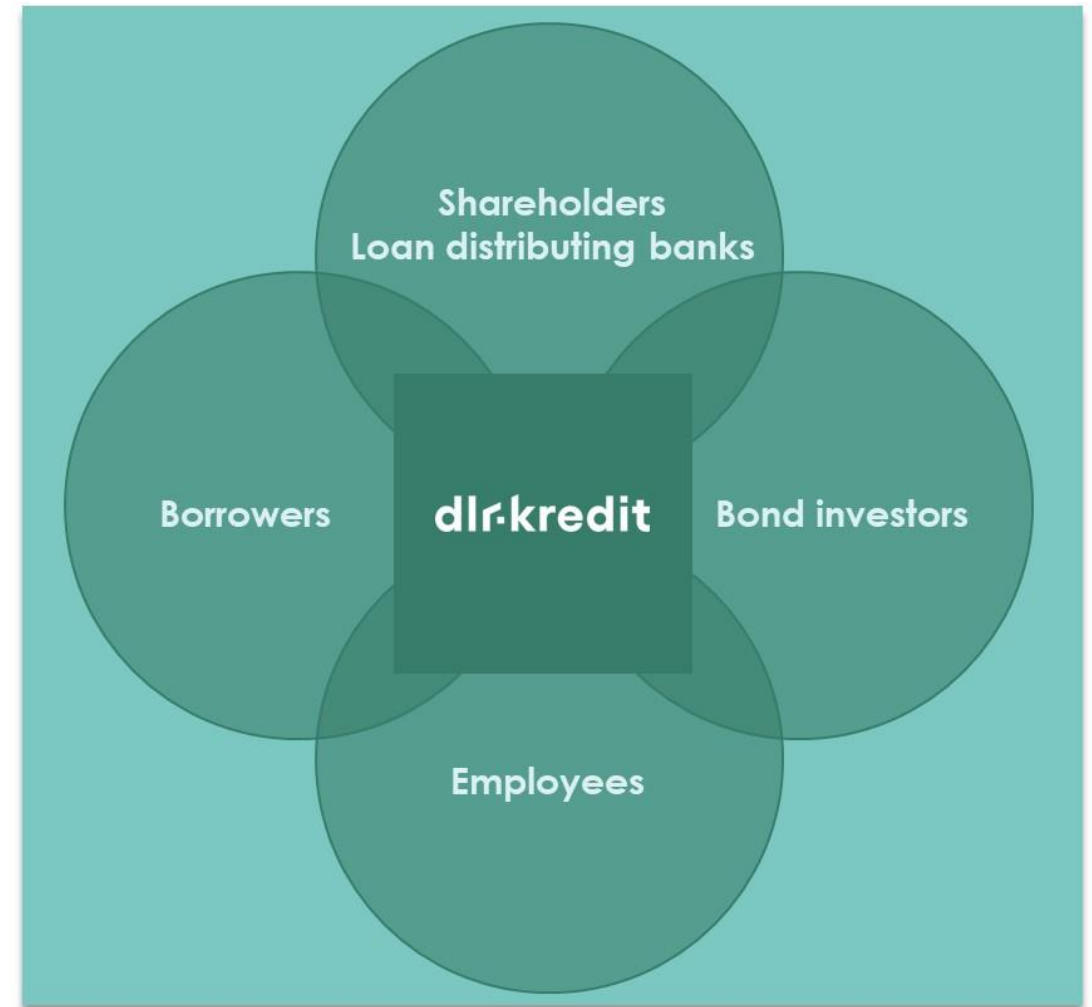 Shareholders
Loan distributing banks
Borrowers
dlr.kredit
Bond investors
Employees